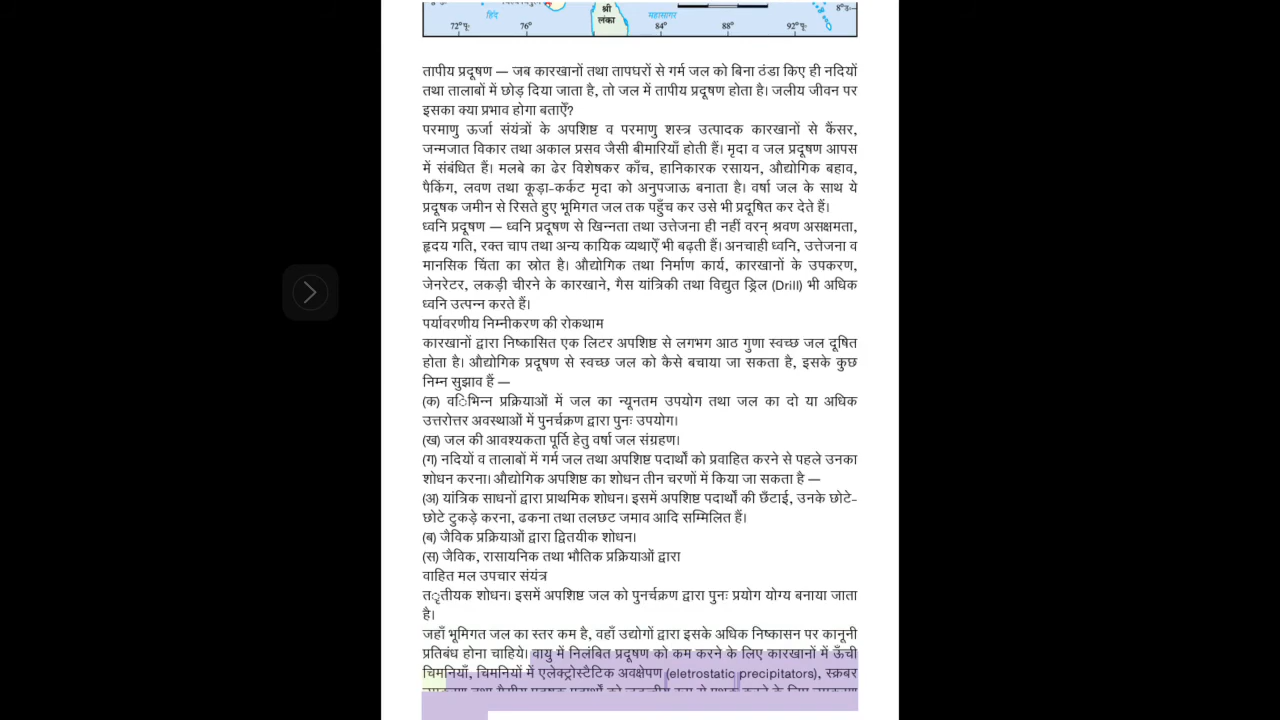 हिंद
श्री
लंका
महासागर
8°उ॰
72°पू॰ 76° 84° 88° 92°पू॰
तापीय प्रदूषण — जब कारखानों तथा तापघरों से गर्म जल को बिना ठंडा किए ही नदियों
तथा तालाबों में छोड़ दिया जाता है, तो जल में तापीय प्रदूषण होता है। जलीय जीवन पर
इसका क्या प्रभाव होगा बताएँ?
परमाणु ऊर्जा संयंत्रों के अपशिष्ट व परमाणु शस्त्र उत्पादक कारखानों से कैंसर,
जन्मजात विकार तथा अकाल प्रसव जैसी बीमारियाँ होती हैं। मृदा व जल प्रदूषण आपस
में संबंधित हैं। मलबे का ढेर विशेषकर काँच, हानिकारक रसायन, औद्योगिक बहाव,
पैकिंग, लवण तथा कूड़ा-कर्कट मृदा को अनुपजाऊ बनाता है। वर्षा जल के साथ ये
प्रदूषक जमीन से रिसते हुए भूमिगत जल तक पहुँच कर उसे भी प्रदूषित कर देते हैं।
ध्वनि प्रदूषण — ध्वनि प्रदूषण से खिन्नता तथा उत्तेजना ही नहीं वरन् श्रवण असक्षमता,
हृदय गति, रक्त चाप तथा अन्य कायिक व्यथाएँ भी बढ़ती हैं। अनचाही ध्वनि, उत्तेजना व
मानसिक चिंता का स्रोत है। औद्योगिक तथा निर्माण कार्य, कारखानों के उपकरण,
जेनरेटर, लकड़ी चीरने के कारखाने, गैस यांत्रिकी तथा विद्युत ड्रिल (Drill) भी अधिक
ध्वनि उत्पन्न करते हैं।
पर्यावरणीय निम्नीकरण की रोकथाम
कारखानों द्वारा निष्कासित एक लिटर अपशिष्ट से लगभग आठ गुणा स्वच्छ जल दूषित
होता है। औद्योगिक प्रदूषण से स्वच्छ जल को कैसे बचाया जा सकता है, इसके कुछ
निम्न सुझाव हैं —
(क) व◌िभिन्न प्रक्रियाओं में जल का न्यूनतम उपयोग तथा जल का दो या अधिक
उत्तरोत्तर अवस्थाओं में पुनर्चक्रण द्वारा पुनः उपयोग।
(ख) जल की आवश्यकता पूर्ति हेतु वर्षा जल संग्रहण।
(ग) नदियों व तालाबों में गर्म जल तथा अपशिष्ट पदार्थों को प्रवाहित करने से पहले उनका
शोधन करना। औद्योगिक अपशिष्ट का शोधन तीन चरणों में किया जा सकता है —
(अ) यांत्रिक साधनों द्वारा प्राथमिक शोधन। इसमें अपशिष्ट पदार्थों की छँटाई, उनके छोटे-
छोटे टुकड़े करना, ढकना तथा तलछट जमाव आदि सम्मिलित हैं।
(ब) जैविक प्रक्रियाओं द्वारा द्वितयीक शोधन।
(स) जैविक, रासायनिक तथा भौतिक प्रक्रियाओं द्वारा
वाहित मल उपचार संयंत्र
त◌ृतीयक शोधन। इसमें अपशिष्ट जल को पुनर्चक्रण द्वारा पुनः प्रयोग योग्य बनाया जाता
है।
जहाँ भूमिगत जल का स्तर कम है, वहाँ उद्योगों द्वारा इसके अधिक निष्कासन पर कानूनी
प्रतिबंध होना चाहिये। वायु में निलंबित प्रदूषण को कम करने के लिए कारखानों में ऊँची
चिमनियाँ, चिमनियों में एलेक्ट्रोस्टैटिक अवक्षेपण (eletrostatic precipitators), स्क्रबर